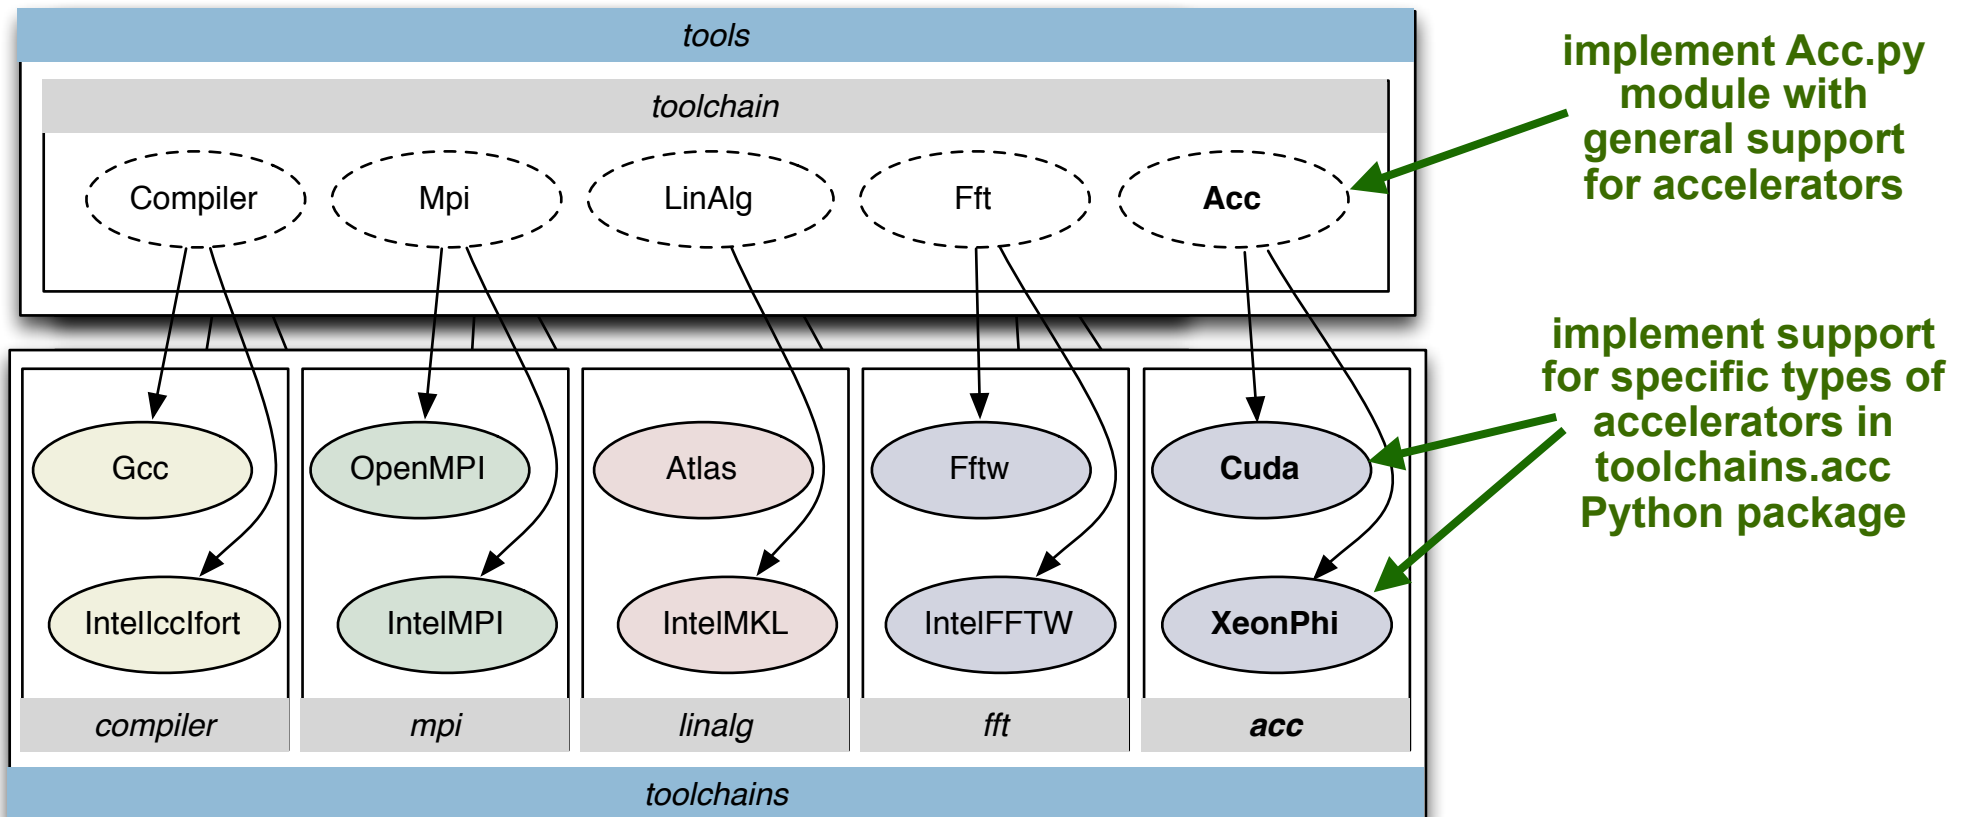 tools
toolchain
Compiler
Mpi
LinAlg
Fft
Acc
implement Acc.py
module with
general support
for accelerators
Gcc
OpenMPI
Atlas
Fftw
Cuda
IntelIccIfort
IntelMPI
IntelMKL
IntelFFTW
XeonPhi
implement support
for specific types of
accelerators in
toolchains.acc
Python package
compiler
mpi
linalg
fft
acc
toolchains